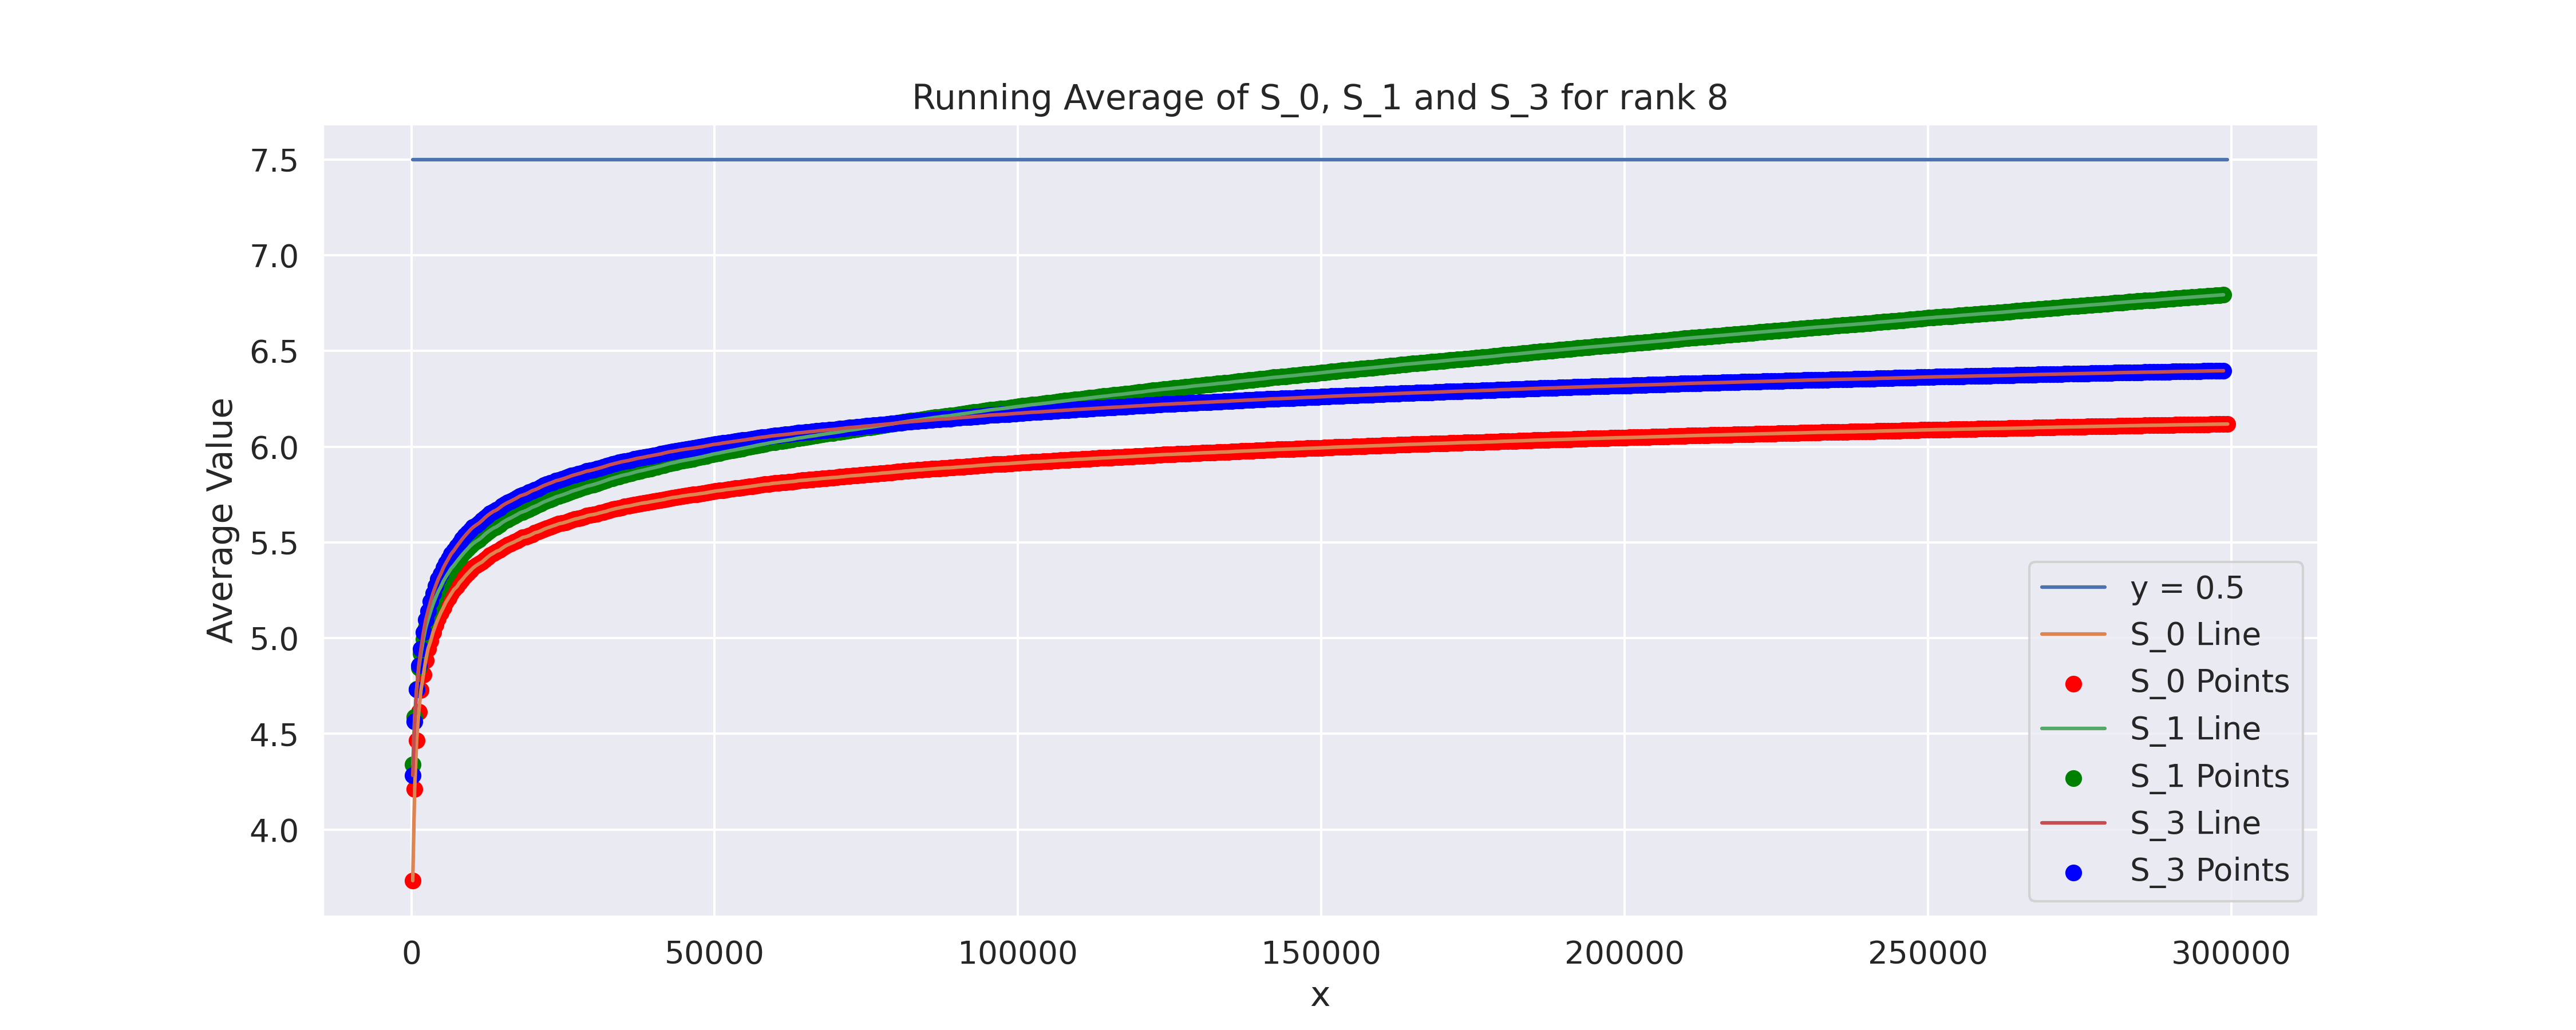 Running Average of S_0, S_1 and S_3 for rank 8
7.5
7.0
6.5
6.0
5.5
5.0
4.5
4.0
Average Value
y = 0.5
S_0 Line
S_0 Points
S_1 Line
S_1 Points
S_3 Line
S_3 Points
0
50000
100000
150000
200000
250000
300000
x